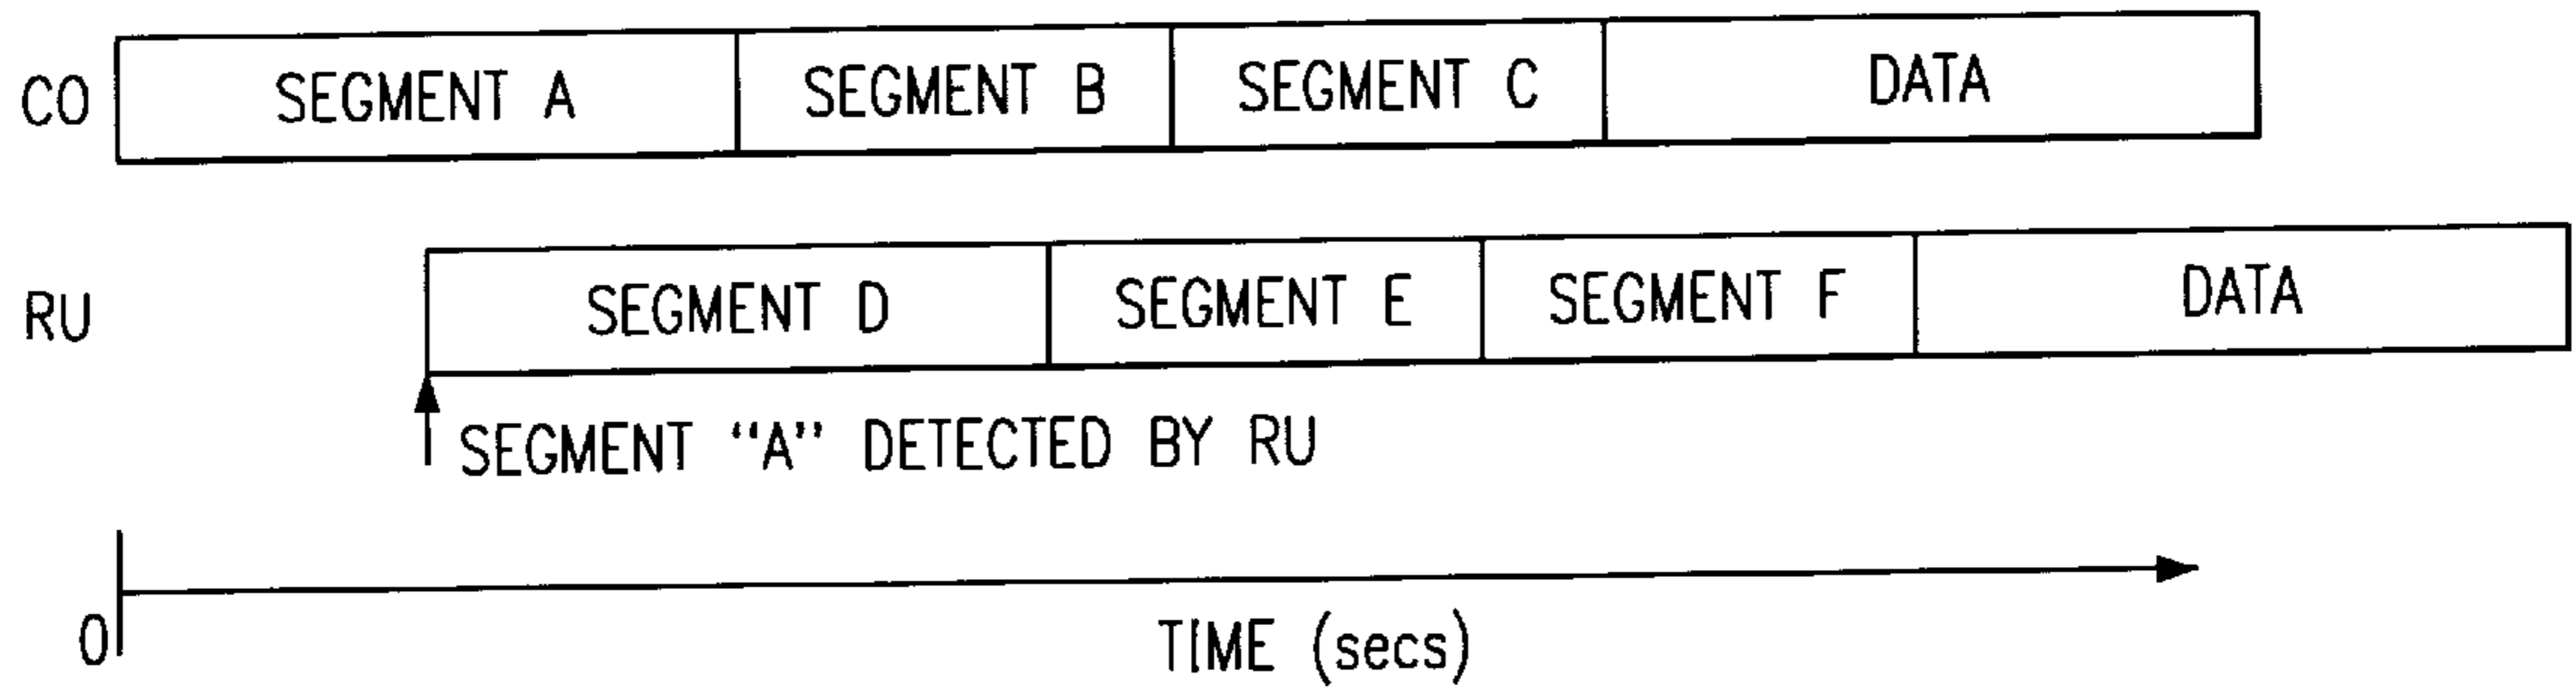 CO SEGMENT A SEGMENT B SEGMENT C DATA
RU SEGMENT D SEGMENT E SEGMENT F DATA
SEGMENT “A” DETECTED BY RU
0
TIME (secs)